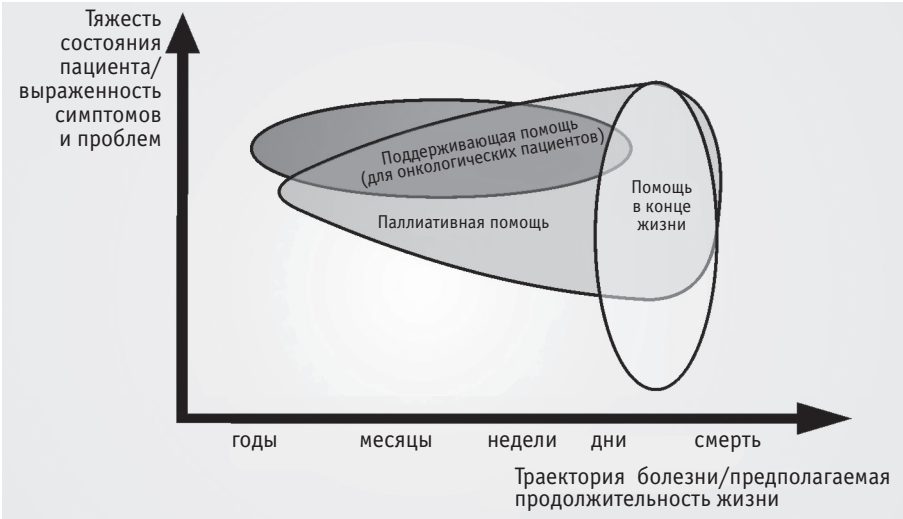 Тяжесть
состояния
пациента/
выраженность
симптомов
и проблем
Поддерживающая помощь
(для онкологических пациентов)
Паллиативная помощь
Помощь
в конце
жизни
годы месяцы недели дни смерть
Траектория болезни/предполагаемая
продолжительность жизни